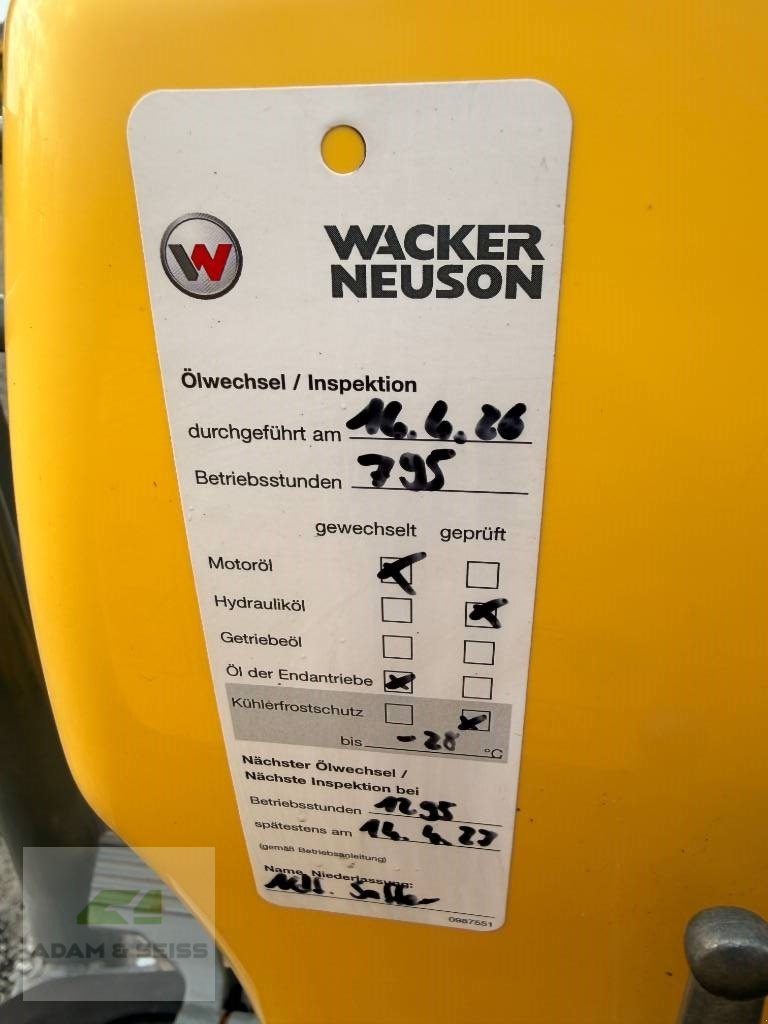 W
WACKER
NEUSON
Ölwechsel / Inspektion
durchgeführt am 14.4.26
Betriebsstunden 795
gewechselt geprüft
Motoröl
Hydrauliköl
Getriebeöl
Öl der Endantriebe
Kühlerfrostschutz
bis -28 °C
Nächster Ölwechsel /
Nächste Inspektion bei
Betriebsstunden 1295
spätestens am 14.4.27
(gemäß Betriebsanleitung)
Name, Niederlassung:
0987551
ADAM & SEISS